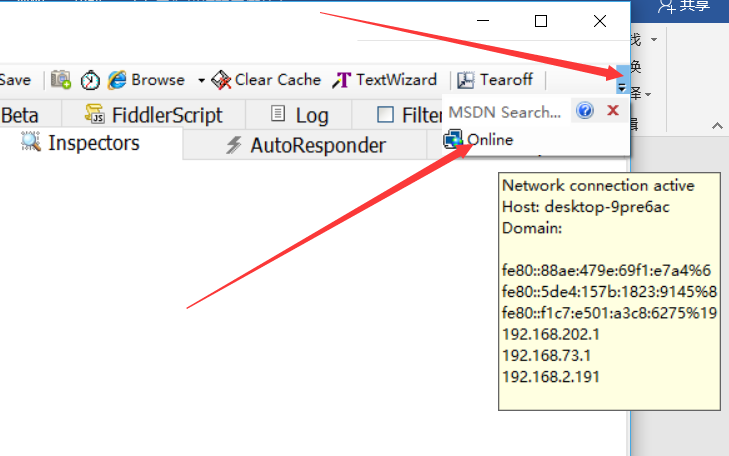 共享
Save Browse Clear Cache TextWizard Tearoff
找
换
Beta FiddlerScript Log Filter
MSDN Search...
择
Inspectors AutoResponder
Online
辑
Network connection active
Host: desktop-9pre6ac
Domain:
fe80::88ae:479e:69f1:e7a4%6
fe80::5de4:157b:1823:9145%8
fe80::f1c7:e501:a3c8:6275%19
192.168.202.1
192.168.73.1
192.168.2.191